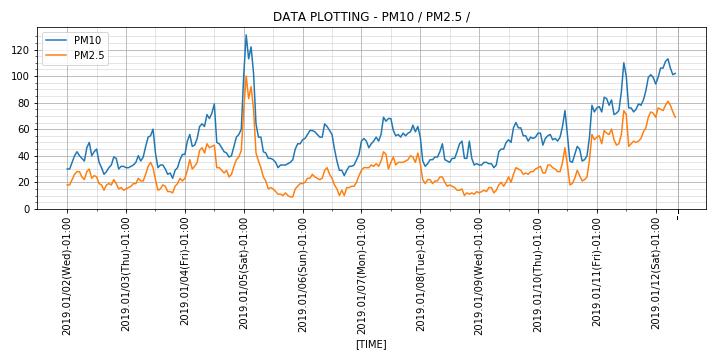 DATA PLOTTING - PM10 / PM2.5 /
PM10
PM2.5
120
100
80
60
40
20
0
2019.01/02(Wed)-01:00
2019.01/03(Thu)-01:00
2019.01/04(Fri)-01:00
2019.01/05(Sat)-01:00
2019.01/06(Sun)-01:00
2019.01/07(Mon)-01:00
2019.01/08(Tue)-01:00
2019.01/09(Wed)-01:00
2019.01/10(Thu)-01:00
2019.01/11(Fri)-01:00
2019.01/12(Sat)-01:00
-
[TIME]